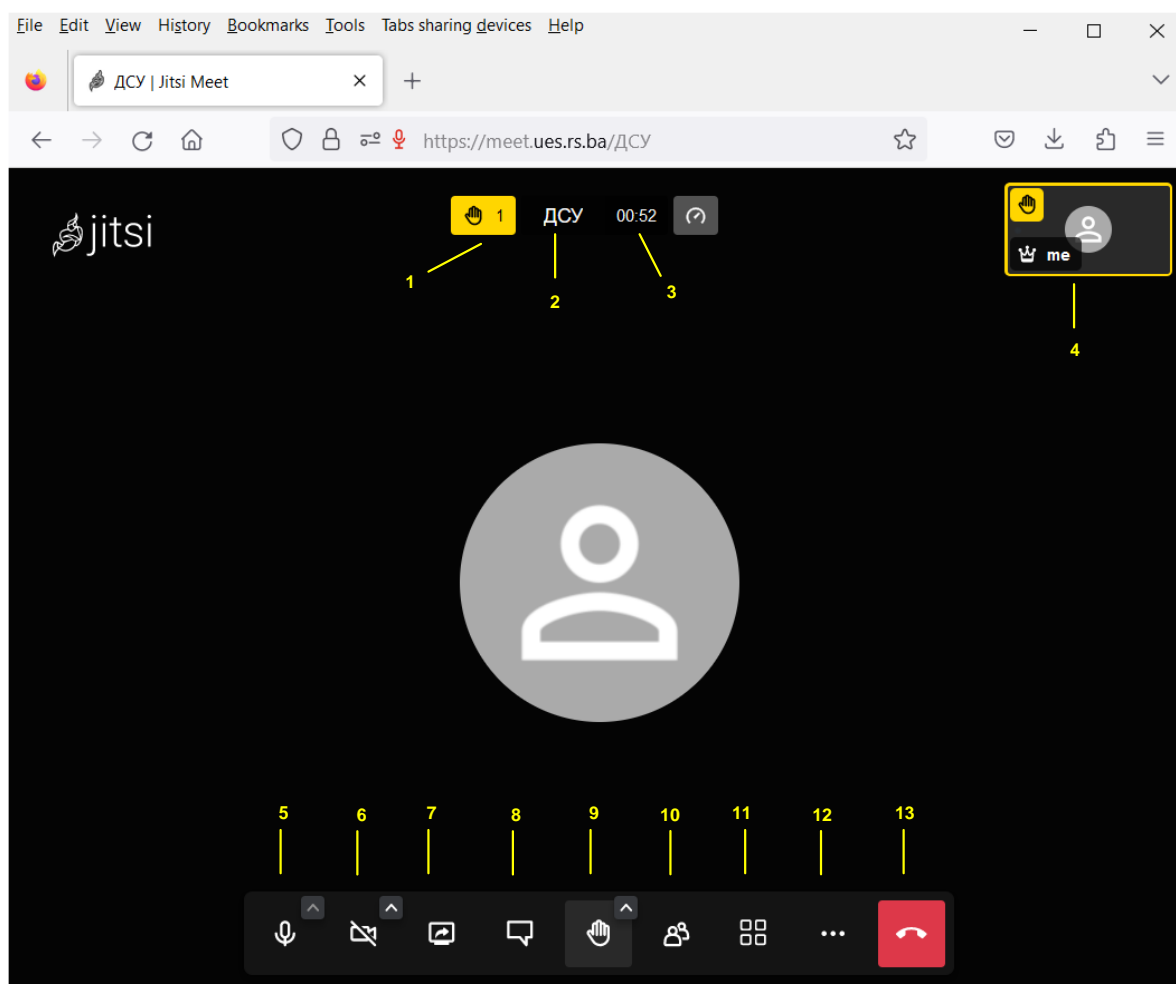 File Edit View History Bookmarks Tools Tabs sharing devices Help
ДСУ | Jitsi Meet
https://meet.ues.rs.ba/ДСУ
jitsi
1 ДСУ 00:52
me
1
2
3
4
5 6 7 8 9 10 11 12 13